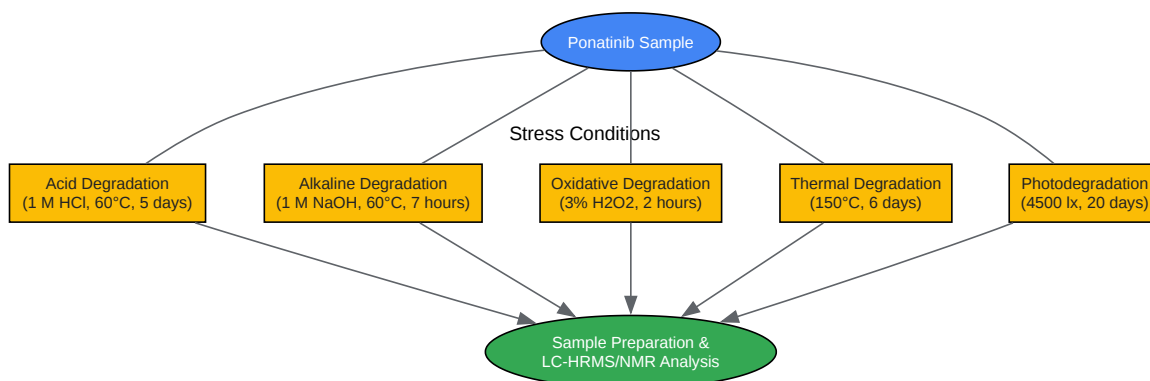 Ponatinib Sample
Stress Conditions
Acid Degradation
(1 M HCl, 60°C, 5 days)
Alkaline Degradation
(1 M NaOH, 60°C, 7 hours)
Oxidative Degradation
(3% H2O2, 2 hours)
Thermal Degradation
(150°C, 6 days)
Photodegradation
(4500 lx, 20 days)
Sample Preparation &
LC-HRMS/NMR Analysis